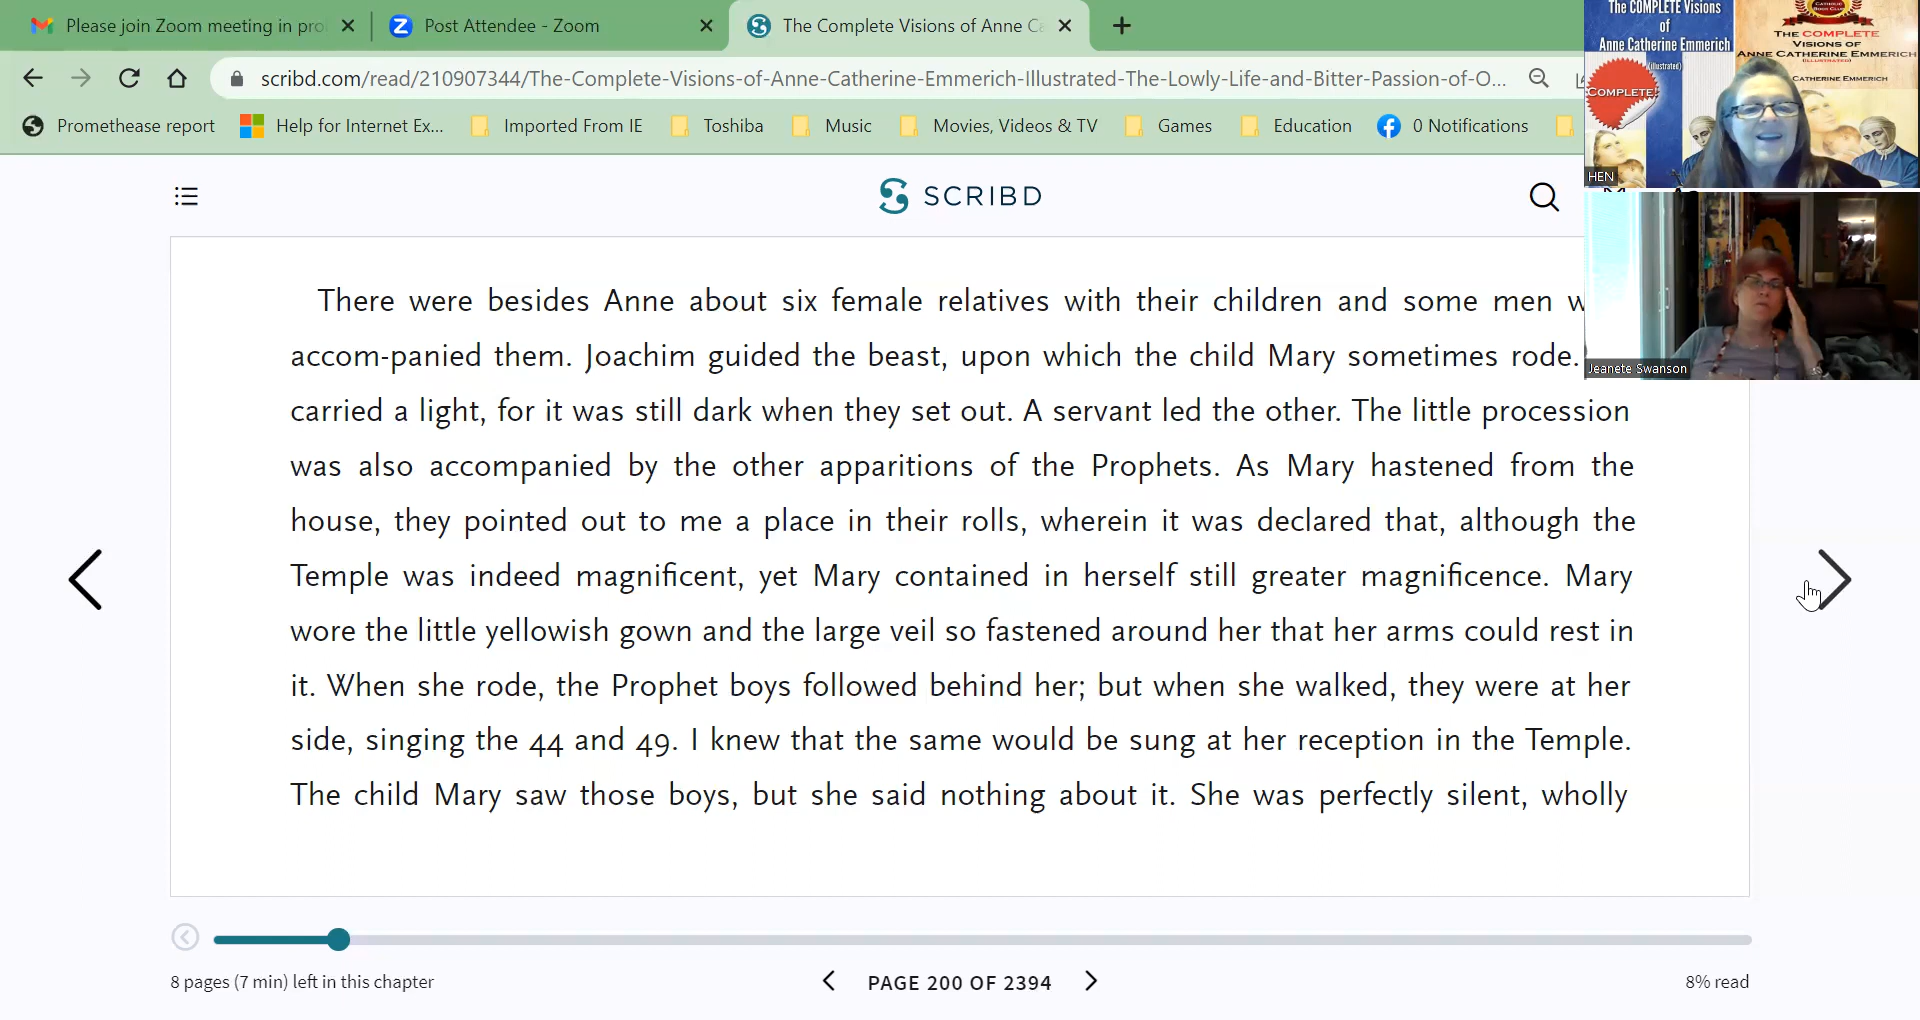 Please join Zoom meeting in pro
Post Attendee - Zoom
The Complete Visions of Anne Ca
scribd.com/read/210907344/The-Complete-Visions-of-Anne-Catherine-Emmerich-Illustrated-The-Lowly-Life-and-Bitter-Passion-of-O...
Promethease report
Help for Internet Ex...
Imported From IE
Toshiba
Music
Movies, Videos & TV
Games
Education
0 Notifications
The COMPLETE Visions
of
Anne Catherine Emmerich
(illustrated)
COMPLETE!
CATHOLIC
BOOK CLUB
THE COMPLETE
VISIONS OF
ANNE CATHERINE EMMERICH
(ILLUSTRATED)
CATHERINE EMMERICH
HEN
Jeanete Swanson
SCRIBD
There were besides Anne about six female relatives with their children and some men w
accom-panied them. Joachim guided the beast, upon which the child Mary sometimes rode.
carried a light, for it was still dark when they set out. A servant led the other. The little procession
was also accompanied by the other apparitions of the Prophets. As Mary hastened from the
house, they pointed out to me a place in their rolls, wherein it was declared that, although the
Temple was indeed magnificent, yet Mary contained in herself still greater magnificence. Mary
wore the little yellowish gown and the large veil so fastened around her that her arms could rest in
it. When she rode, the Prophet boys followed behind her; but when she walked, they were at her
side, singing the 44 and 49. I knew that the same would be sung at her reception in the Temple.
The child Mary saw those boys, but she said nothing about it. She was perfectly silent, wholly
8 pages (7 min) left in this chapter
PAGE 200 OF 2394
8% read